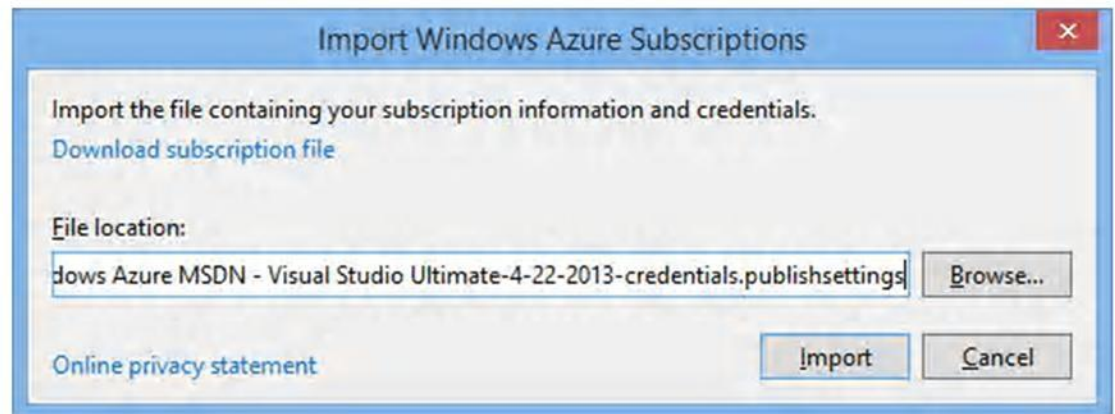 Import Windows Azure Subscriptions
Import the file containing your subscription information and credentials.
Download subscription file
File location:
dows Azure MSDN - Visual Studio Ultimate-4-22-2013-credentials.publishsettings
Browse...
Online privacy statement
Import
Cancel